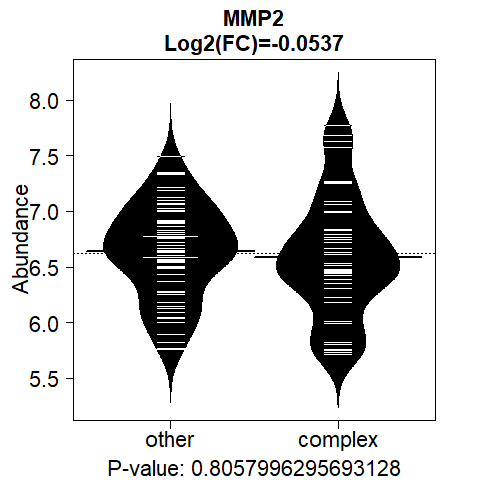 MMP2
Log2(FC)=-0.0537
Abundance
8.0
7.5
7.0
6.5
6.0
5.5
other complex
P-value: 0.8057996295693128